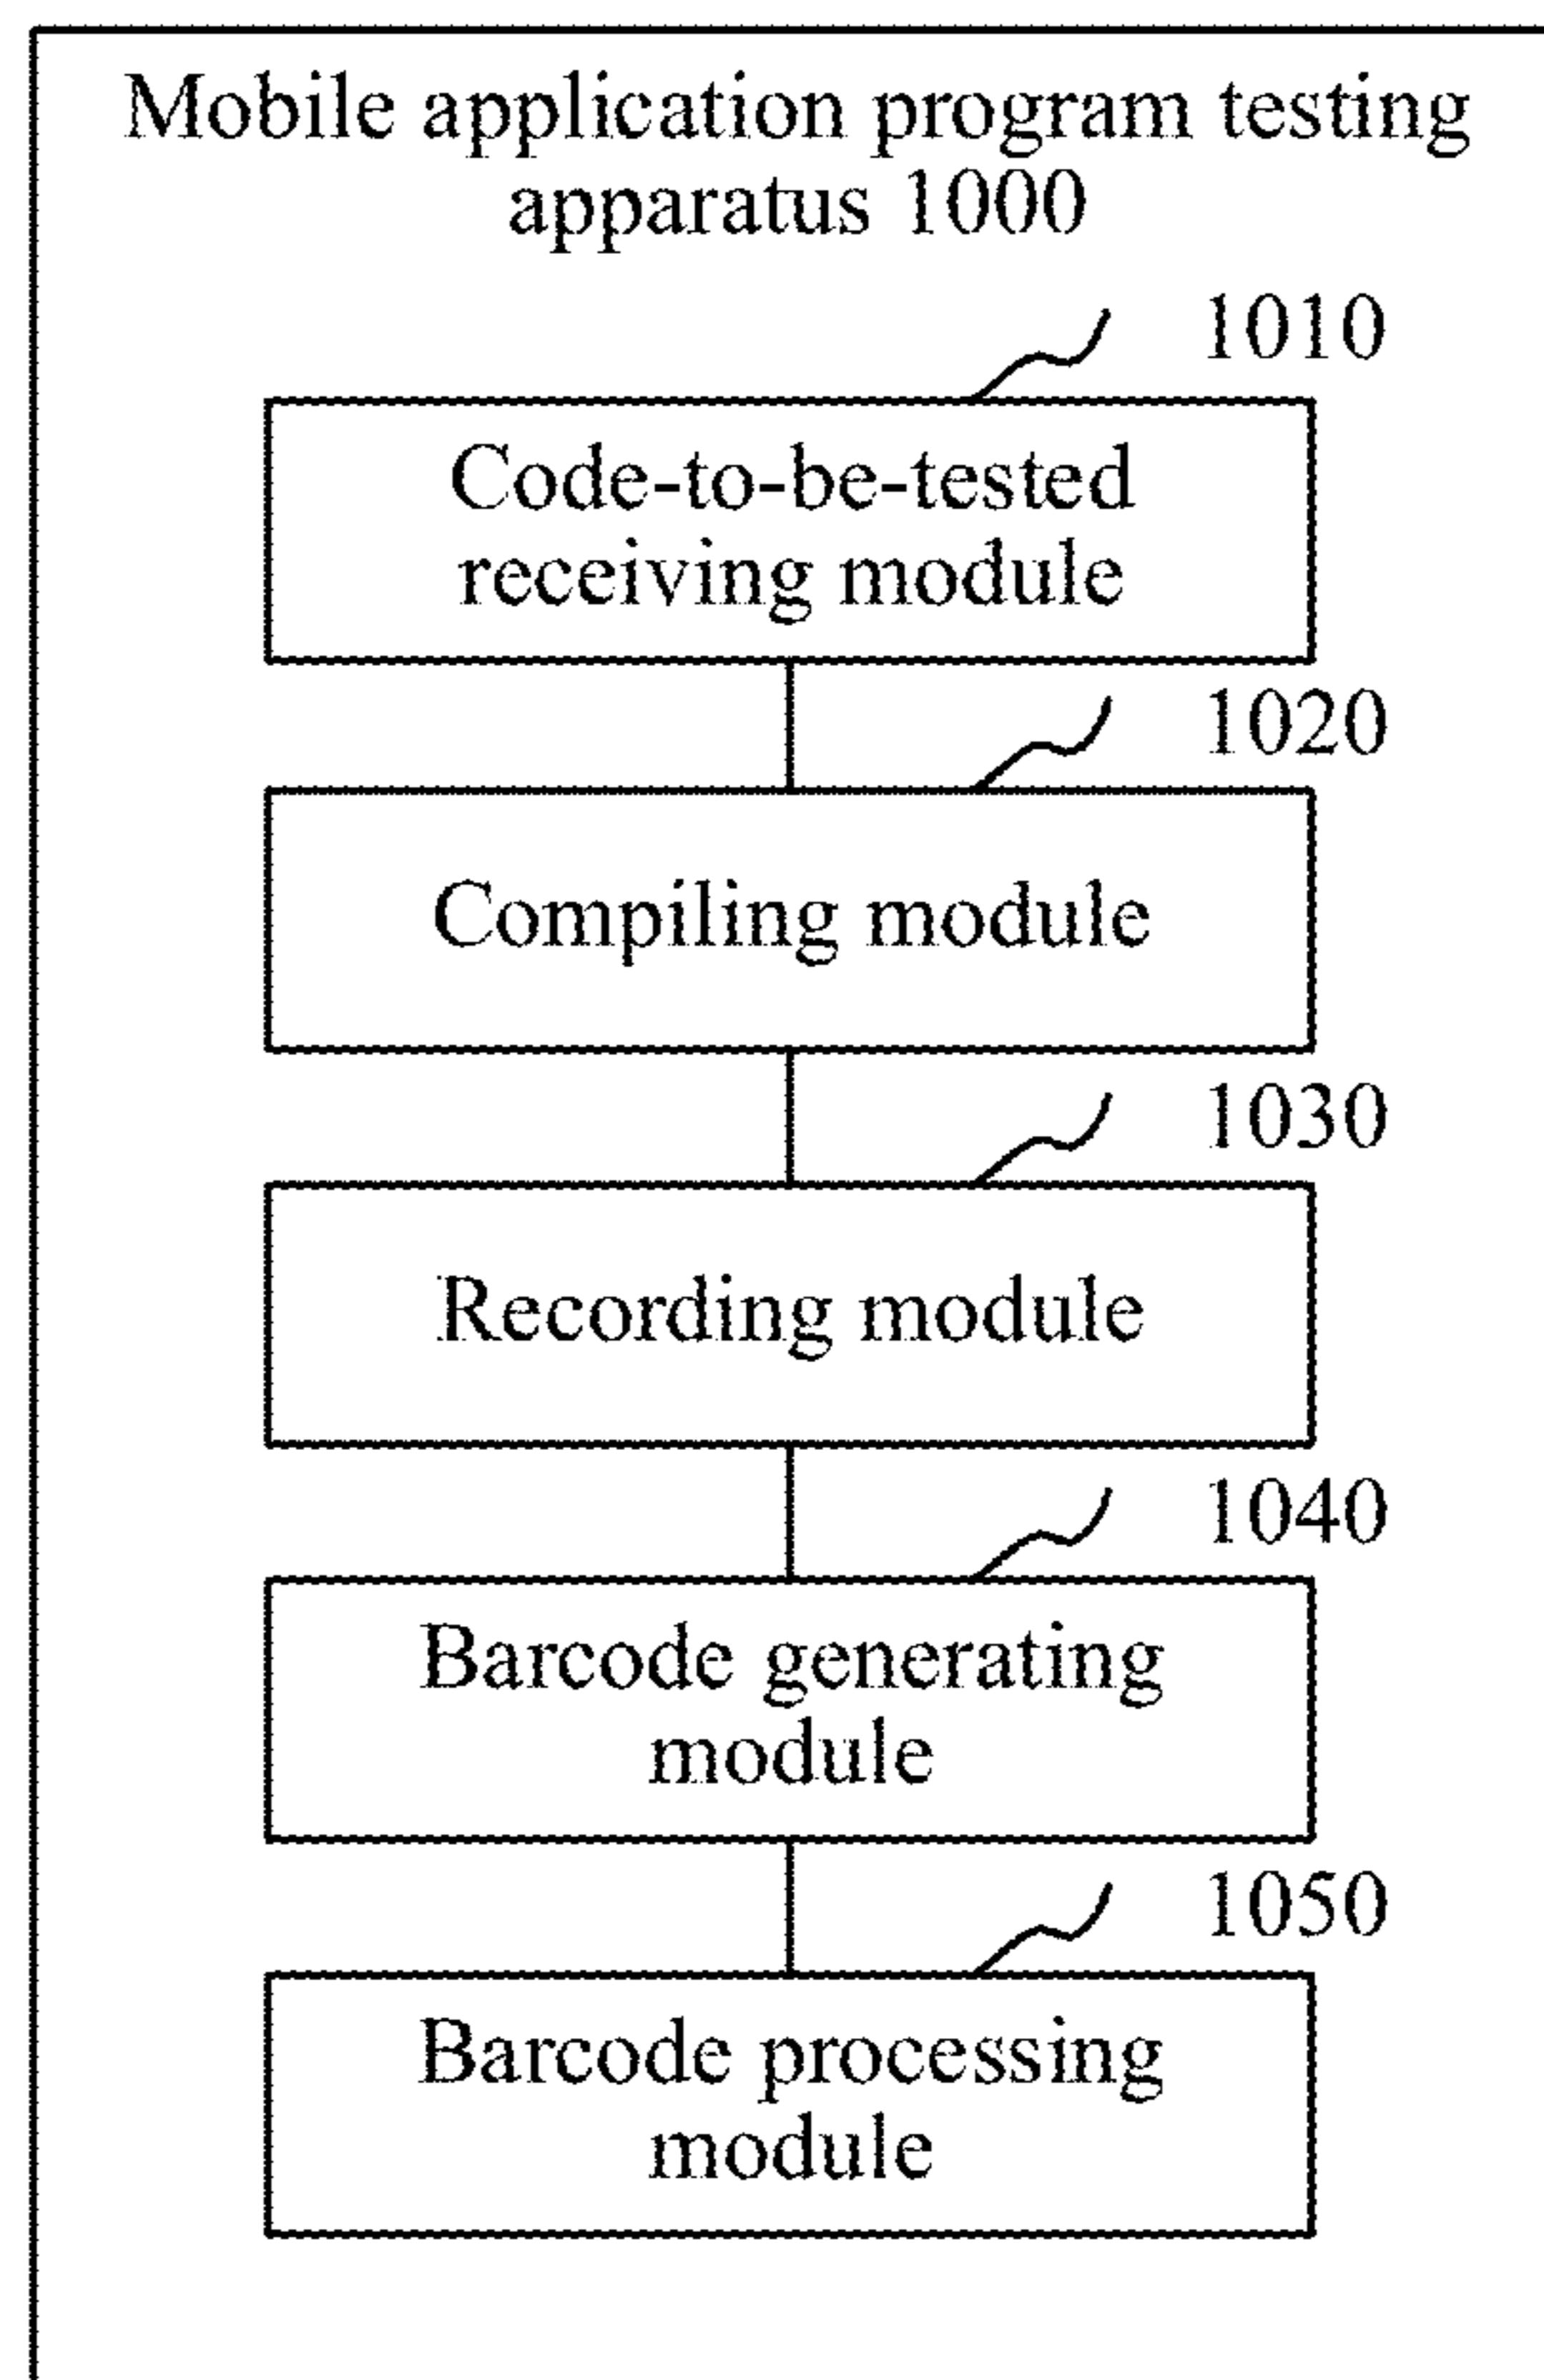 Mobile application program testing
apparatus 1000
1010
Code-to-be-tested
receiving module
1020
Compiling module
1030
Recording module
1040
Barcode generating
module
1050
Barcode processing
module